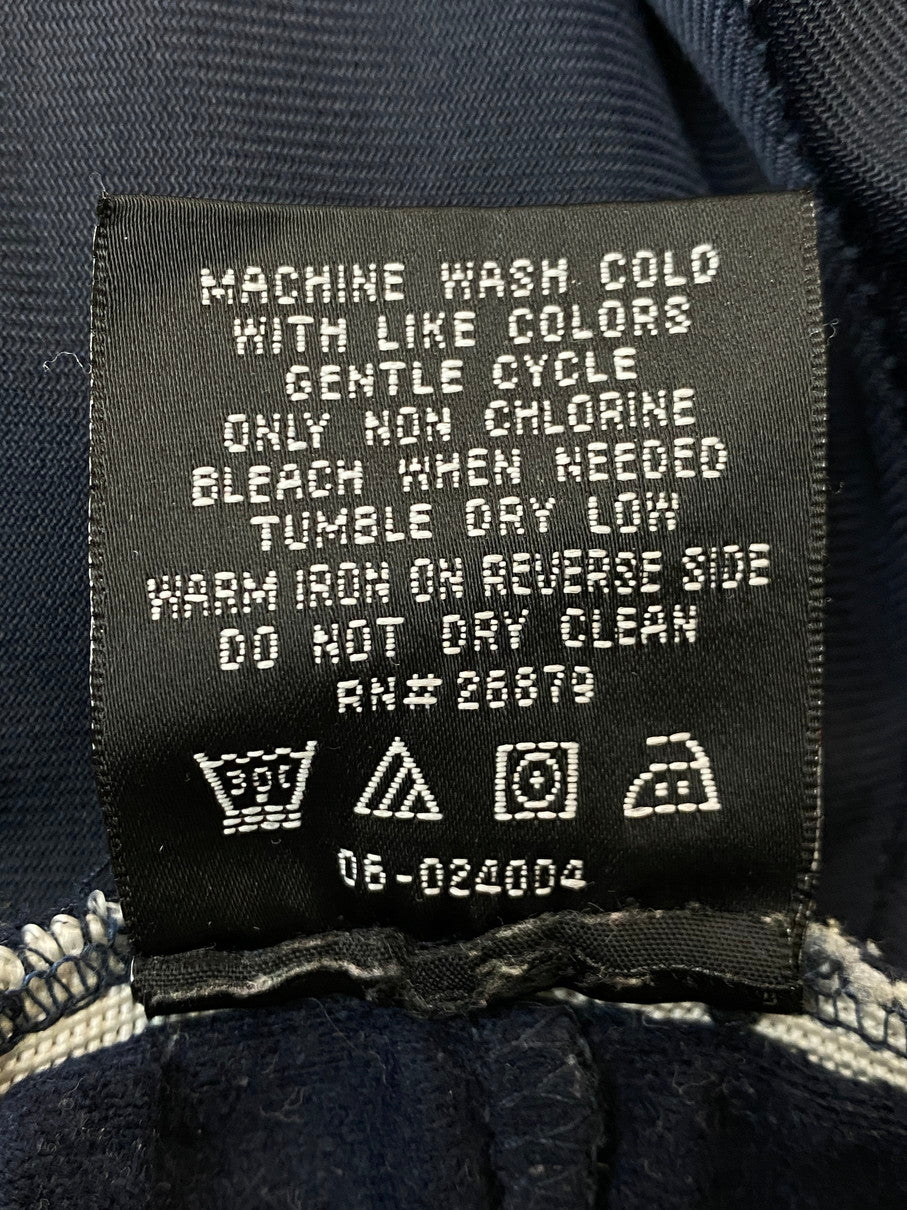 MACHINE WASH COLD
WITH LIKE COLORS
GENTLE CYCLE
ONLY NON CHLORINE
BLEACH WHEN NEEDED
TUMBLE DRY LOW
WARM IRON ON REVERSE SIDE
DO NOT DRY CLEAN
RN# 26879
30C
06-024004